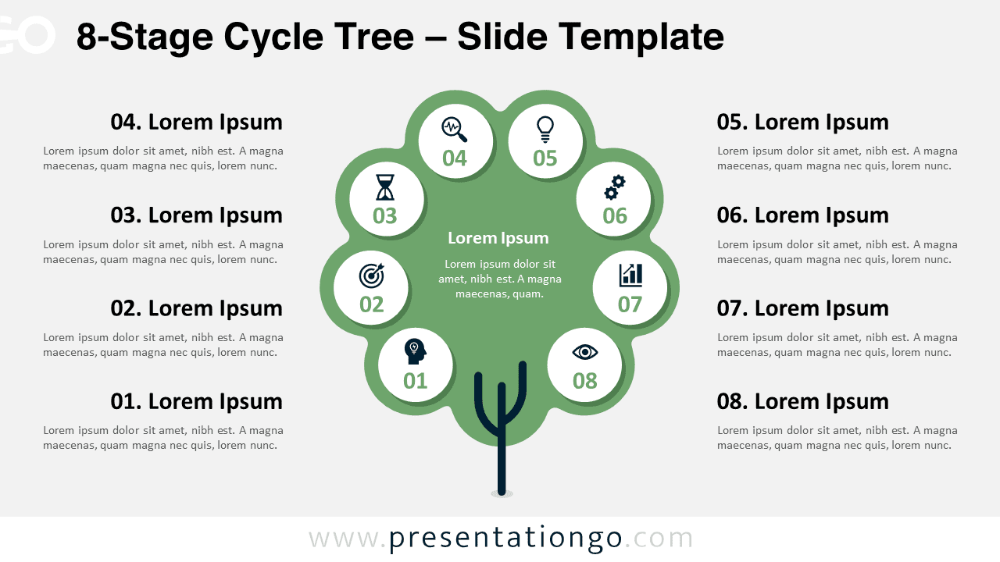 GO
8-Stage Cycle Tree – Slide Template
04. Lorem Ipsum
Lorem ipsum dolor sit amet, nibh est. A magna
maecenas, quam magna nec quis, lorem nunc.
03. Lorem Ipsum
Lorem ipsum dolor sit amet, nibh est. A magna
maecenas, quam magna nec quis, lorem nunc.
02. Lorem Ipsum
Lorem ipsum dolor sit amet, nibh est. A magna
maecenas, quam magna nec quis, lorem nunc.
01. Lorem Ipsum
Lorem ipsum dolor sit amet, nibh est. A magna
maecenas, quam magna nec quis, lorem nunc.
04
05
03
06
02
07
01
08
Lorem Ipsum
Lorem ipsum dolor sit
amet, nibh est. A magna
maecenas, quam.
05. Lorem Ipsum
Lorem ipsum dolor sit amet, nibh est. A magna
maecenas, quam magna nec quis, lorem nunc.
06. Lorem Ipsum
Lorem ipsum dolor sit amet, nibh est. A magna
maecenas, quam magna nec quis, lorem nunc.
07. Lorem Ipsum
Lorem ipsum dolor sit amet, nibh est. A magna
maecenas, quam magna nec quis, lorem nunc.
08. Lorem Ipsum
Lorem ipsum dolor sit amet, nibh est. A magna
maecenas, quam magna nec quis, lorem nunc.
www.presentationgo.com